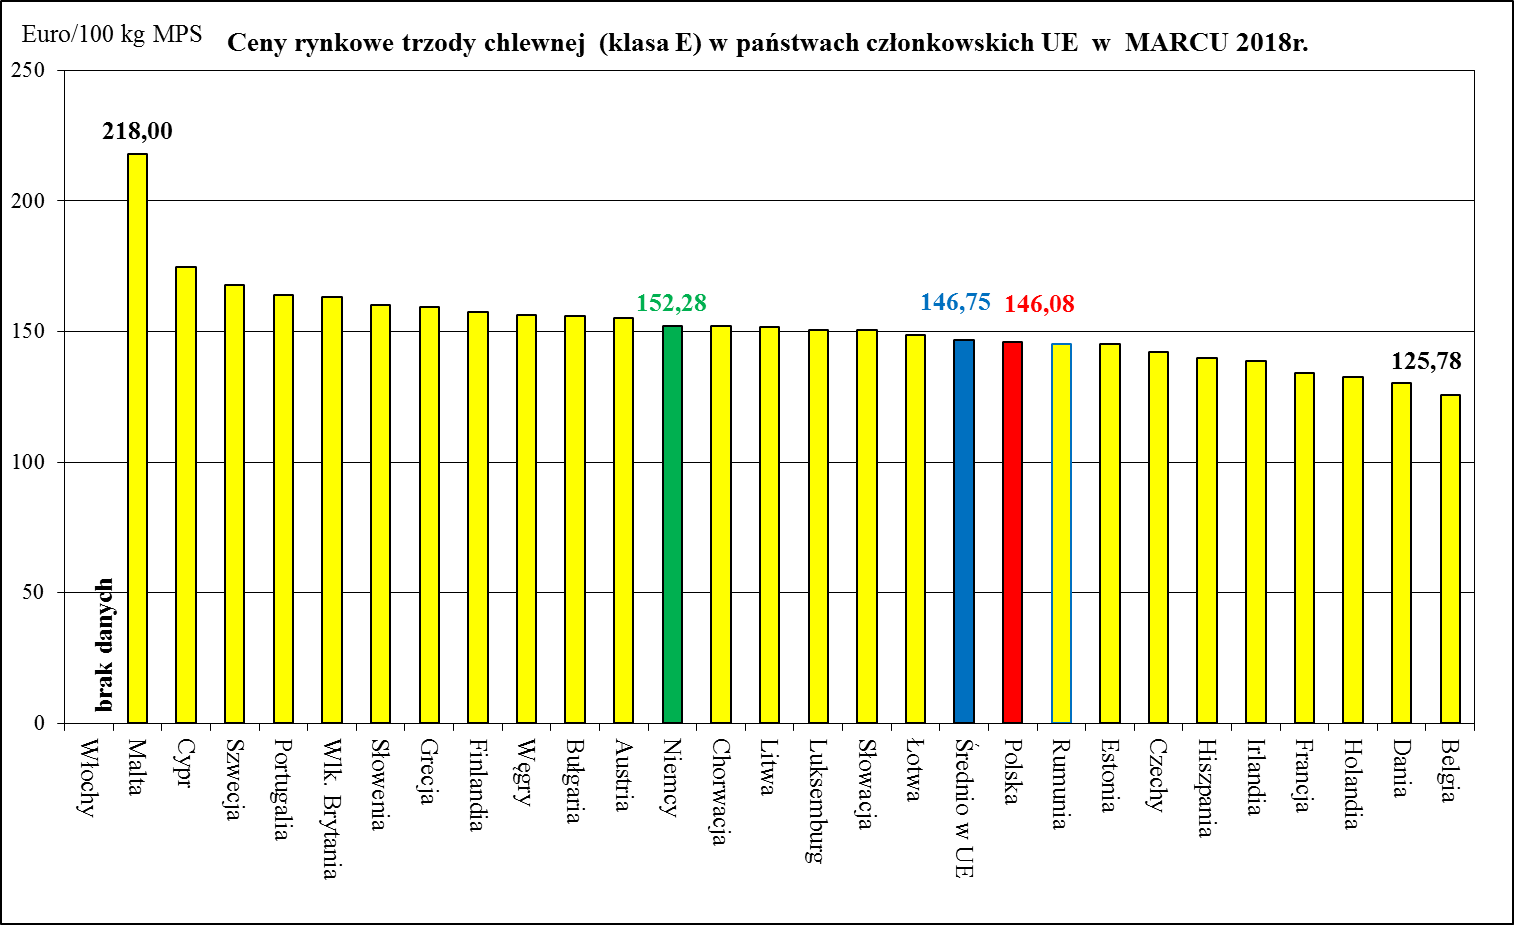 Euro/100 kg MPS
Ceny rynkowe trzody chlewnej (klasa E) w państwach członkowskich UE w MARCU 2018r.
250
200
150
100
50
0
218,00
152,28
146,75
146,08
125,78
brak danych
Włochy
Malta
Cypr
Szwecja
Portugalia
Wlk. Brytania
Słowenia
Grecja
Finlandia
Węgry
Bułgaria
Austria
Niemcy
Chorwacja
Litwa
Luksemburg
Słowacja
Łotwa
Średnio w UE
Polska
Rumunia
Estonia
Czechy
Hiszpania
Irlandia
Francja
Holandia
Dania
Belgia